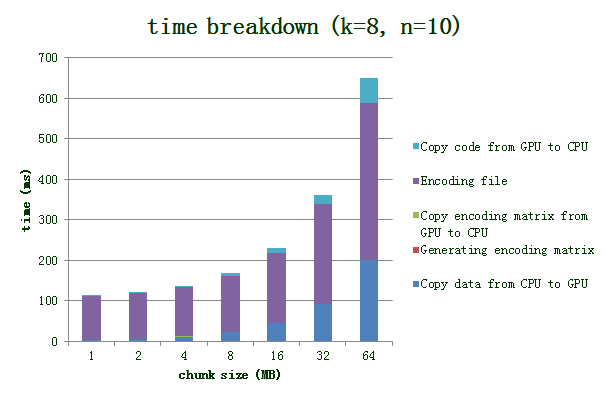 time breakdown (k=8, n=10)
700
600
500
400
300
200
100
0
time (ms)
1 2 4 8 16 32 64
chunk size (MB)
Copy code from GPU to CPU
Encoding file
Copy encoding matrix from
GPU to CPU
Generating encoding matrix
Copy data from CPU to GPU